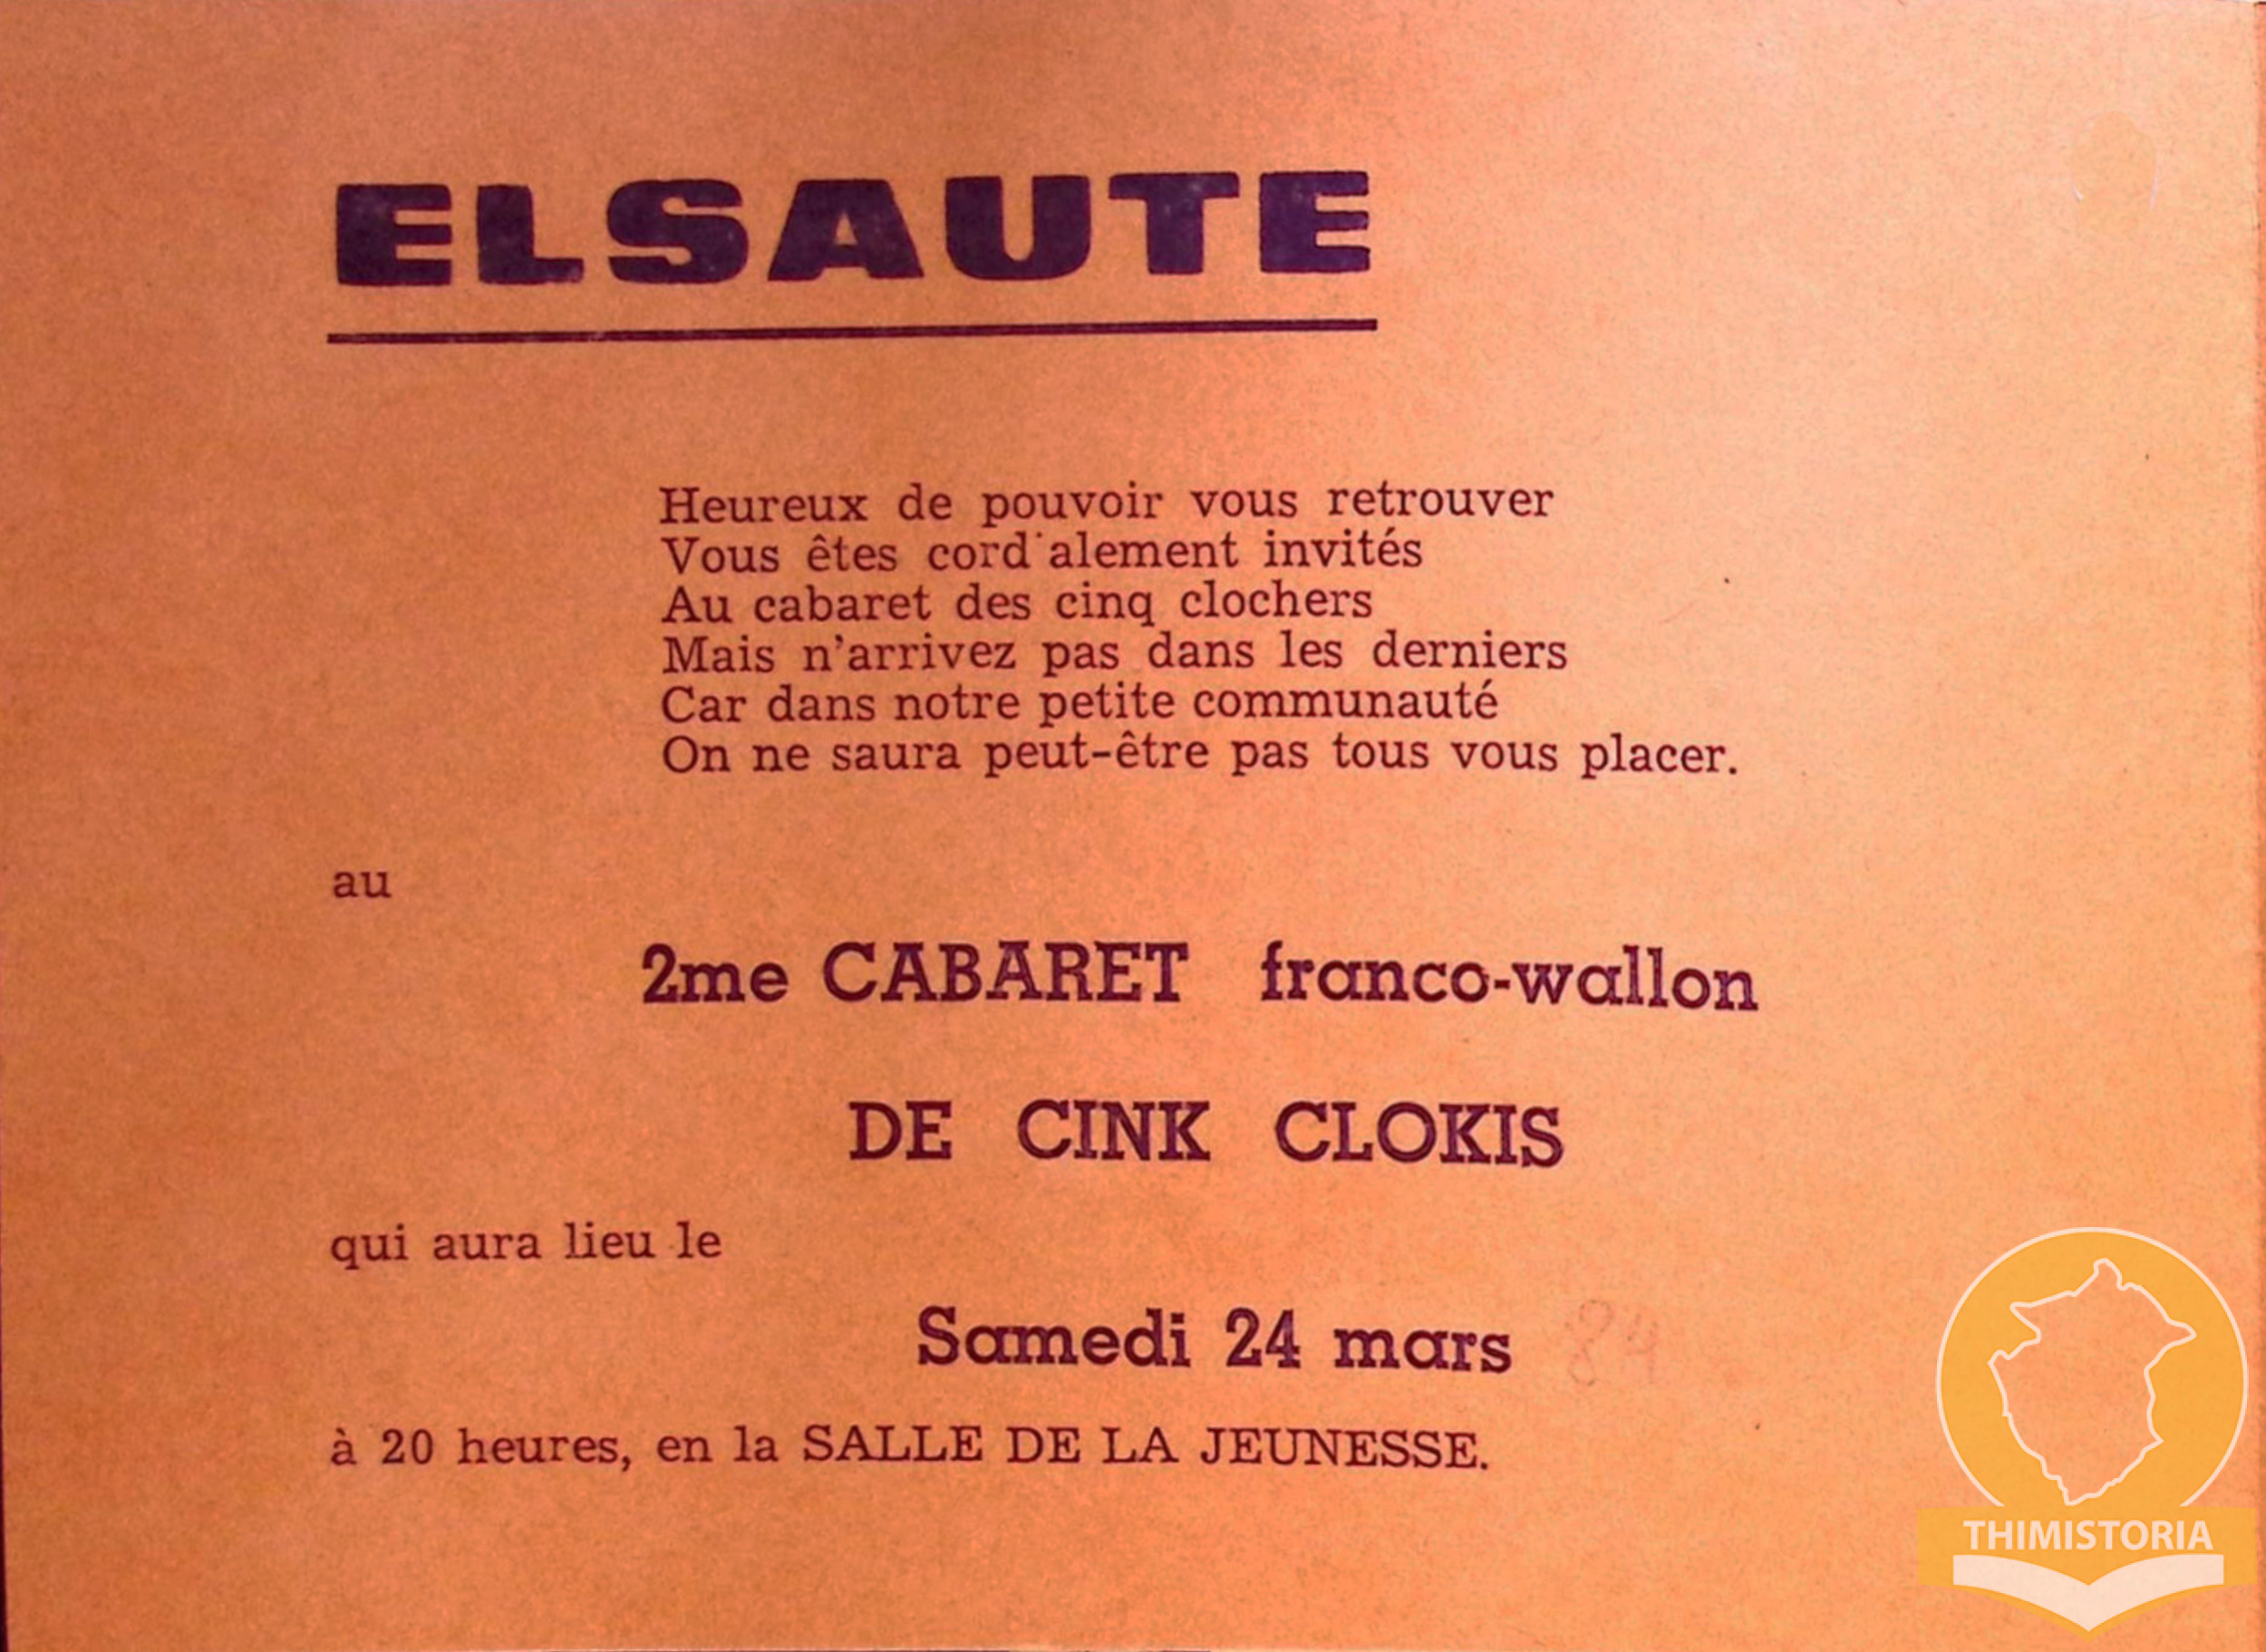 ELSAUTE
Heureux de pouvoir vous retrouver
Vous êtes cord alement invités
Au cabaret des cinq clochers
Mais n'arrivez pas dans les derniers
Car dans notre petite communauté
On ne saura peut-être pas tous vous placer.
au
2me CABARET franco-wallon
DE CINK CLOKIS
qui aura lieu le
Samedi 24 mars 84
à 20 heures, en la SALLE DE LA JEUNESSE.
THIMISTORIA